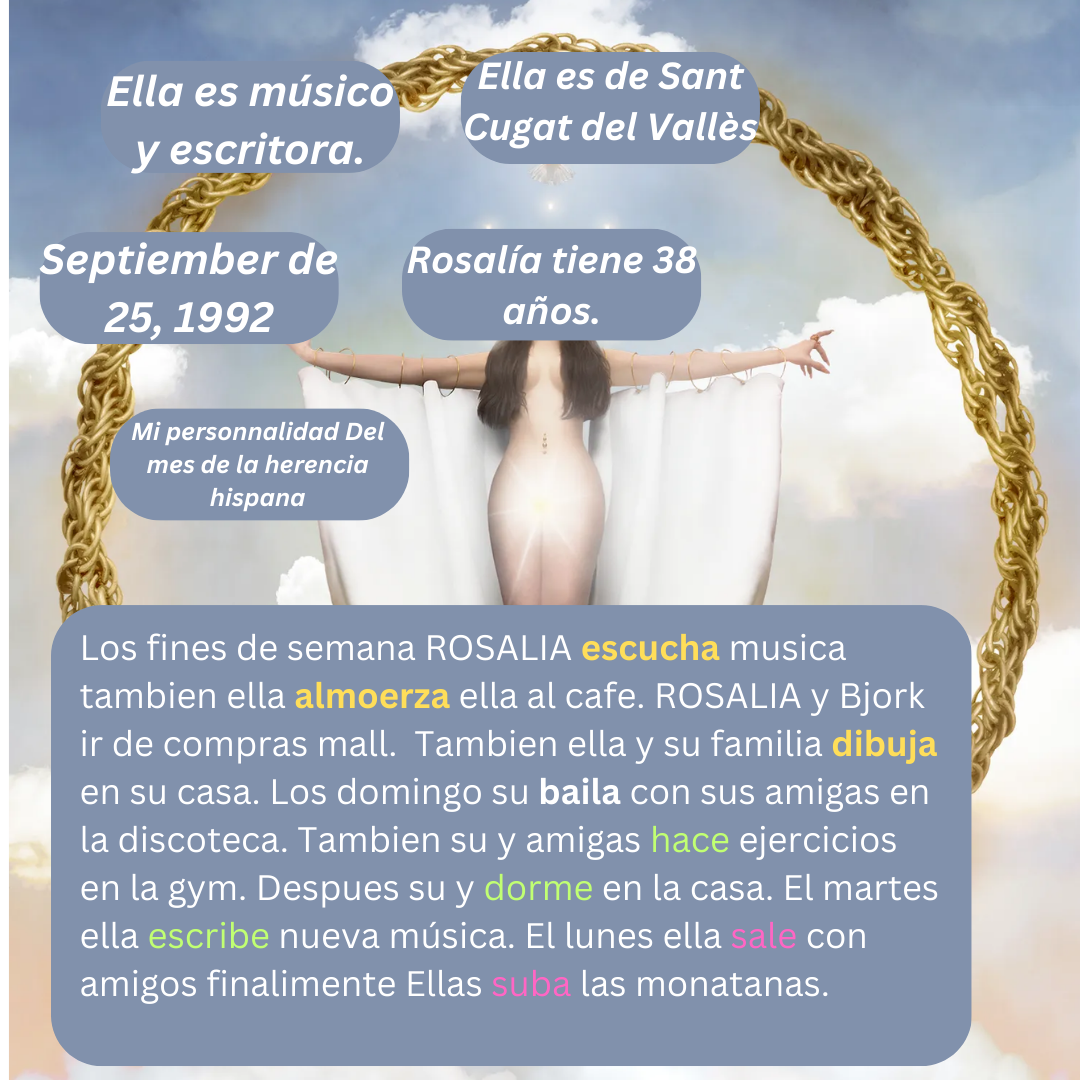 Ella es músico
y escritora.
Ella es de Sant
Cugat del Vallès
Septiember de
25, 1992
Rosalía tiene 38
años.
Mi personnalidad Del
mes de la herencia
hispana
Los fines de semana ROSALIA escucha musica
tambien ella almoerza ella al cafe. ROSALIA y Bjork
ir de compras mall.  Tambien ella y su familia dibuja
en su casa. Los domingo su baila con sus amigas en
la discoteca. Tambien su y amigas hace ejercicios
en la gym. Despues su y dorme en la casa. El martes
ella escribe nueva música. El lunes ella sale con
amigos finalimente Ellas suba las monatanas.